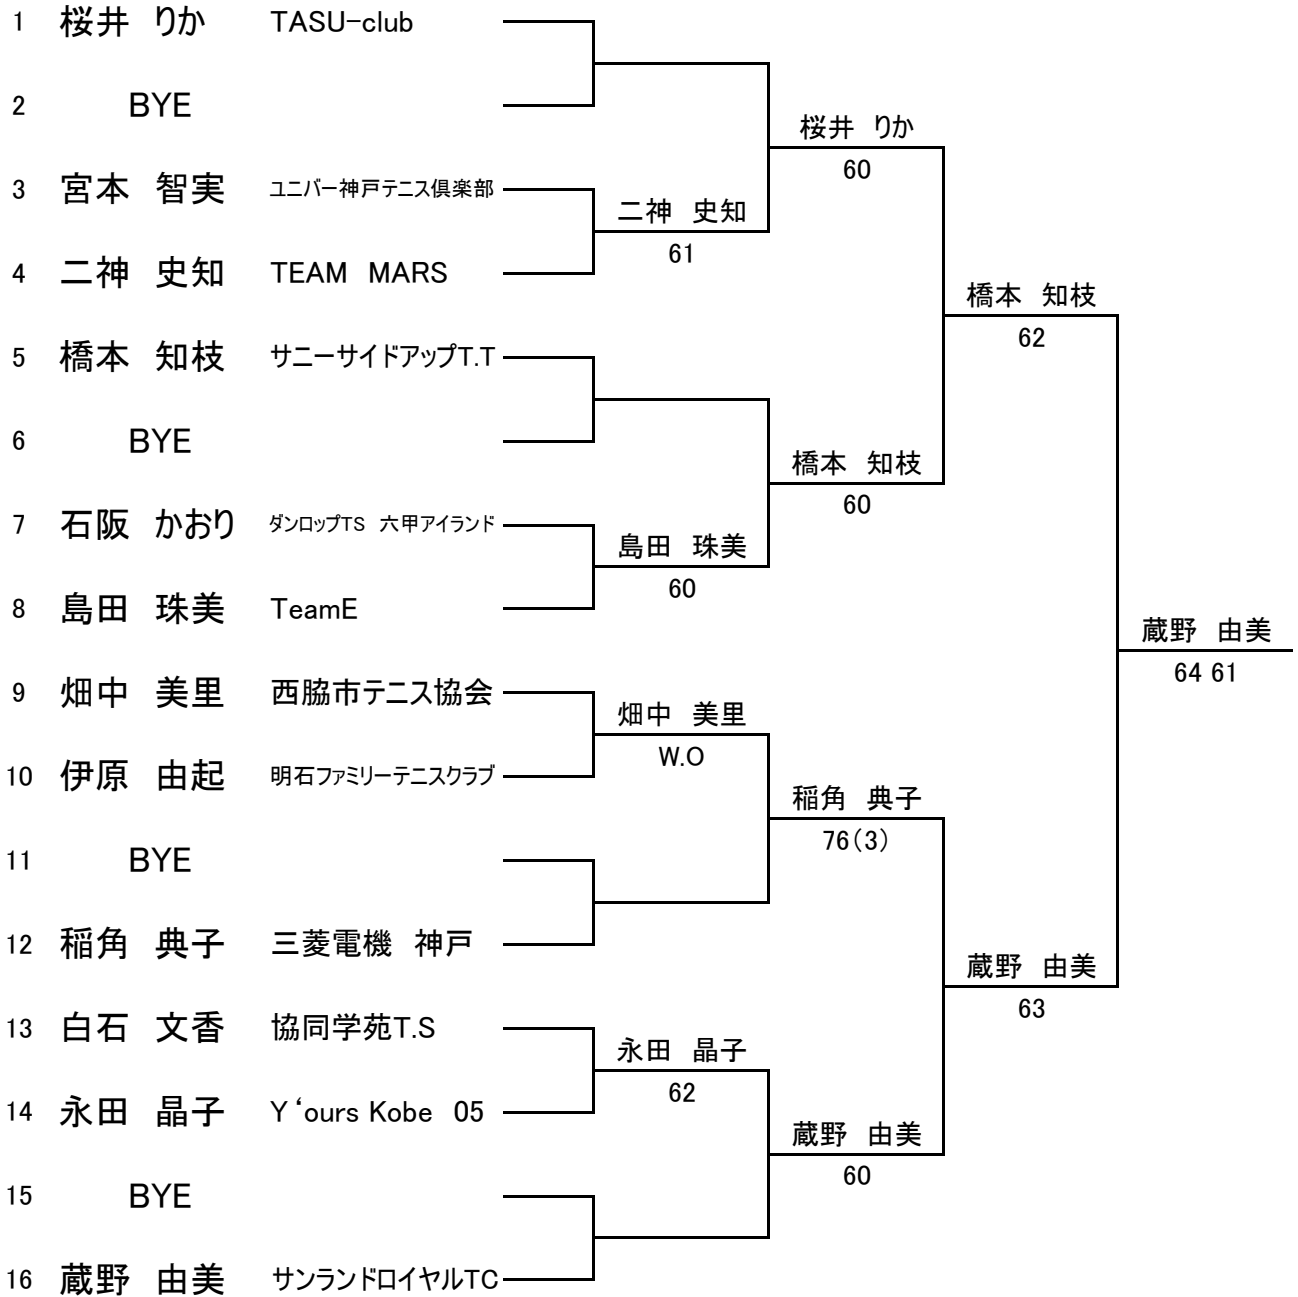 1 桜井 りか TASU-club
2 BYE
桜井 りか
60
3 宮本 智実 ユニバー神戸テニス倶楽部
二神 史知
61
4 二神 史知 TEAM MARS
橋本 知枝
62
5 橋本 知枝 サニーサイドアップT.T
6 BYE
橋本 知枝
60
7 石阪 かおり ダンロップTS 六甲アイランド
島田 珠美
60
8 島田 珠美 TeamE
蔵野 由美
64 61
9 畑中 美里 西脇市テニス協会
畑中 美里
W.O
10 伊原 由起 明石ファミリーテニスクラブ
稲角 典子
76(3)
11 BYE
12 稲角 典子 三菱電機 神戸
蔵野 由美
63
13 白石 文香 協同学苑T.S
永田 晶子
62
14 永田 晶子 Y‘ours Kobe 05
蔵野 由美
60
15 BYE
16 蔵野 由美 サンランドロイヤルTC